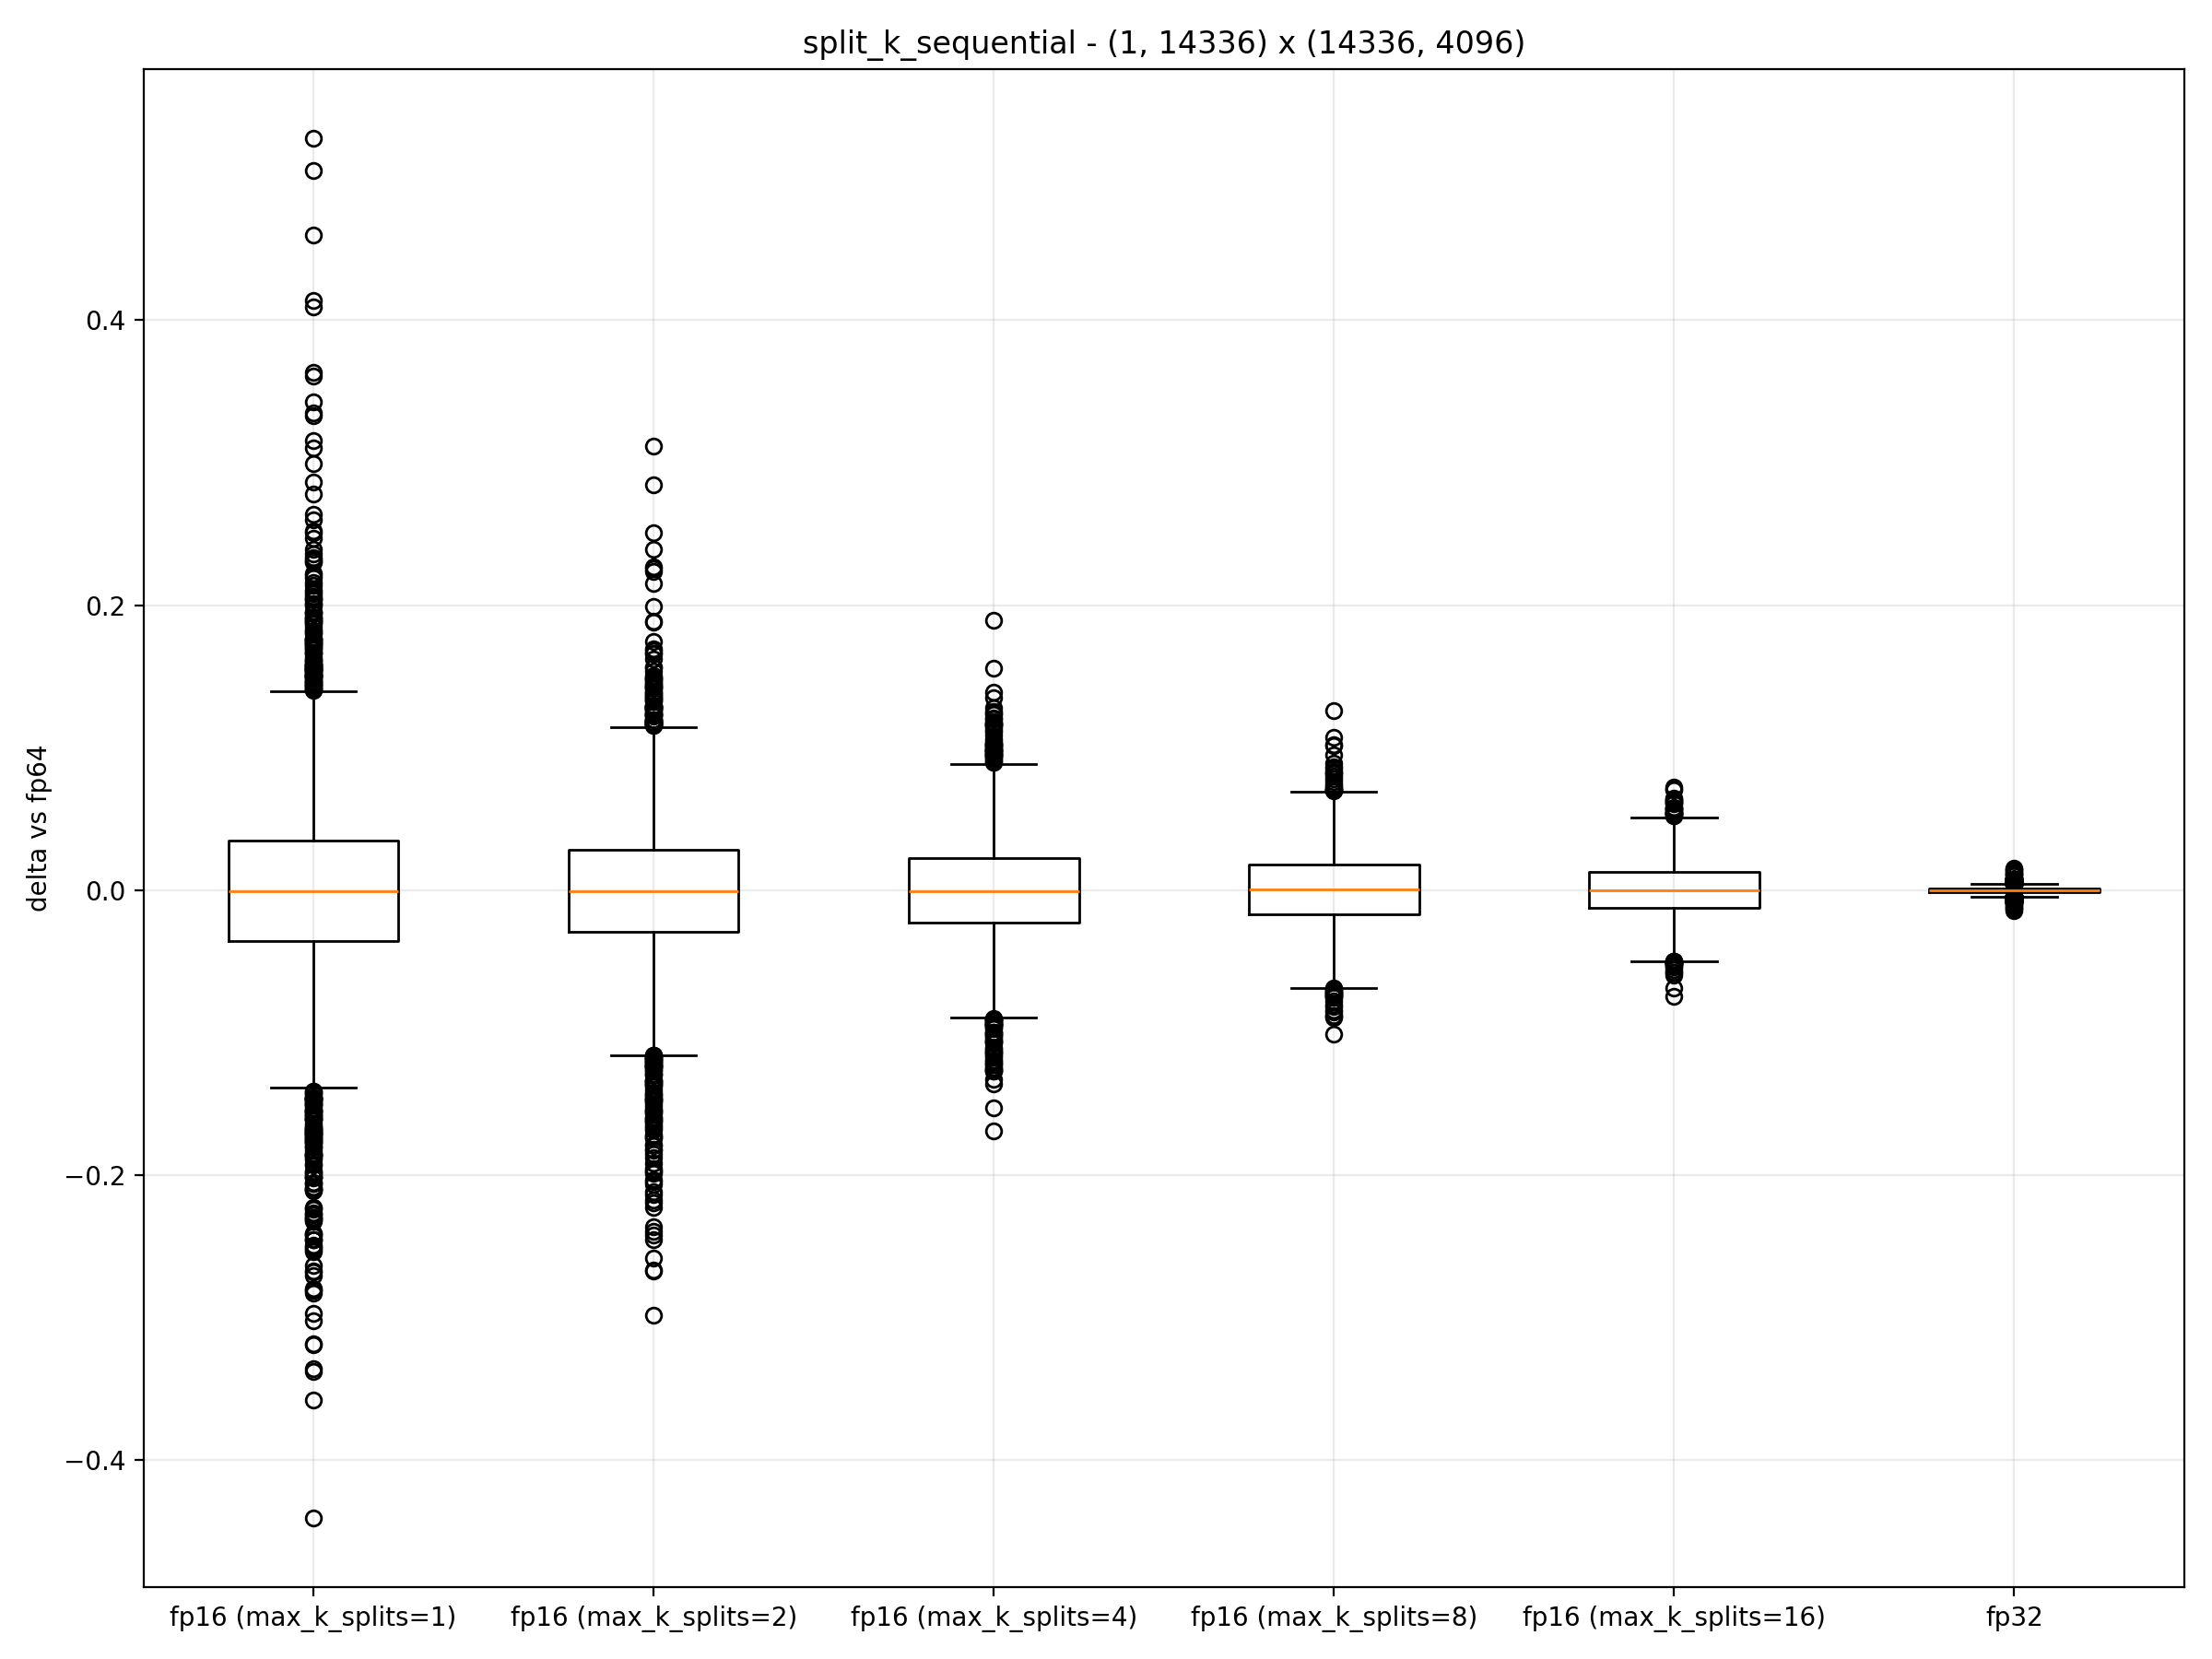 split_k_sequential - (1, 14336) x (14336, 4096)
delta vs fp64
0.4
0.2
0.0
−0.2
−0.4
fp16 (max_k_splits=1)
fp16 (max_k_splits=2)
fp16 (max_k_splits=4)
fp16 (max_k_splits=8)
fp16 (max_k_splits=16)
fp32